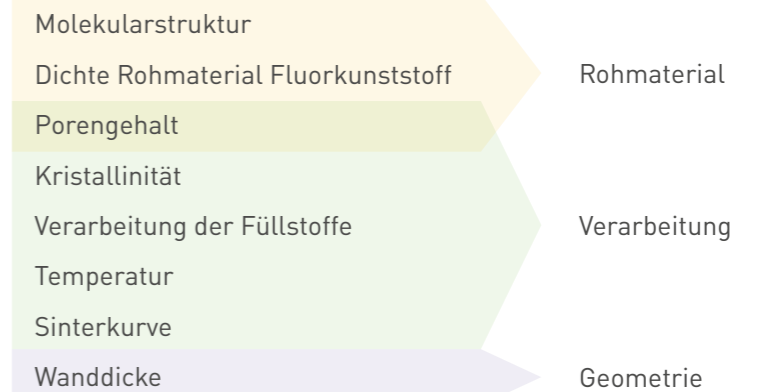 Molekularstruktur
Dichte Rohmaterial Fluorkunststoff
Rohmaterial
Porengehalt
Kristallinität
Verarbeitung der Füllstoffe
Verarbeitung
Temperatur
Sinterkurve
Wanddicke
Geometrie